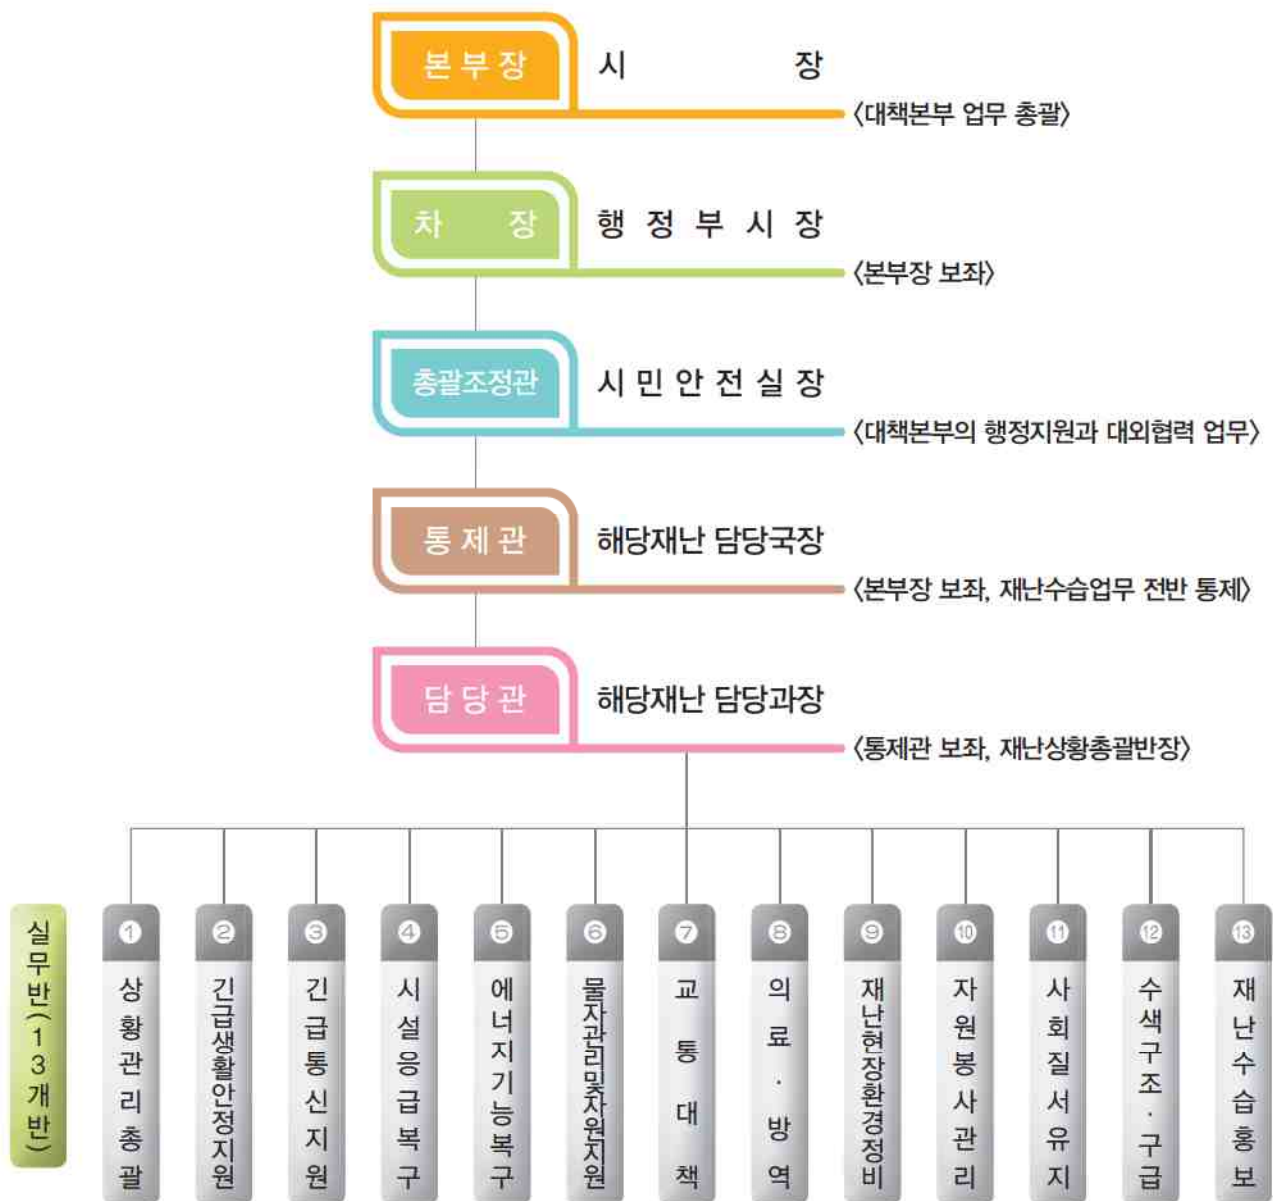 본부장 시 장
〈대책본부 업무 총괄〉
차 장 행정부시장
〈본부장 보좌〉
총괄조정관 시민안전실장
〈대책본부의 행정지원과 대외협력 업무〉
통제관 해당재난 담당국장
〈본부장 보좌, 재난수습업무 전반 통제〉
담당관 해당재난 담당과장
〈통제관 보좌, 재난상황총괄반장〉
실무반(13개반)
① 상황관리총괄
② 긴급생활안정지원
③ 긴급통신지원
④ 시설응급복구
⑤ 에너지기능복구
⑥ 물자관리및자원지원
⑦ 교통대책
⑧ 의료·방역
⑨ 재난현장환경정비
⑩ 자원봉사관리
⑪ 사회질서유지
⑫ 수색구조·구급
⑬ 재난수습홍보